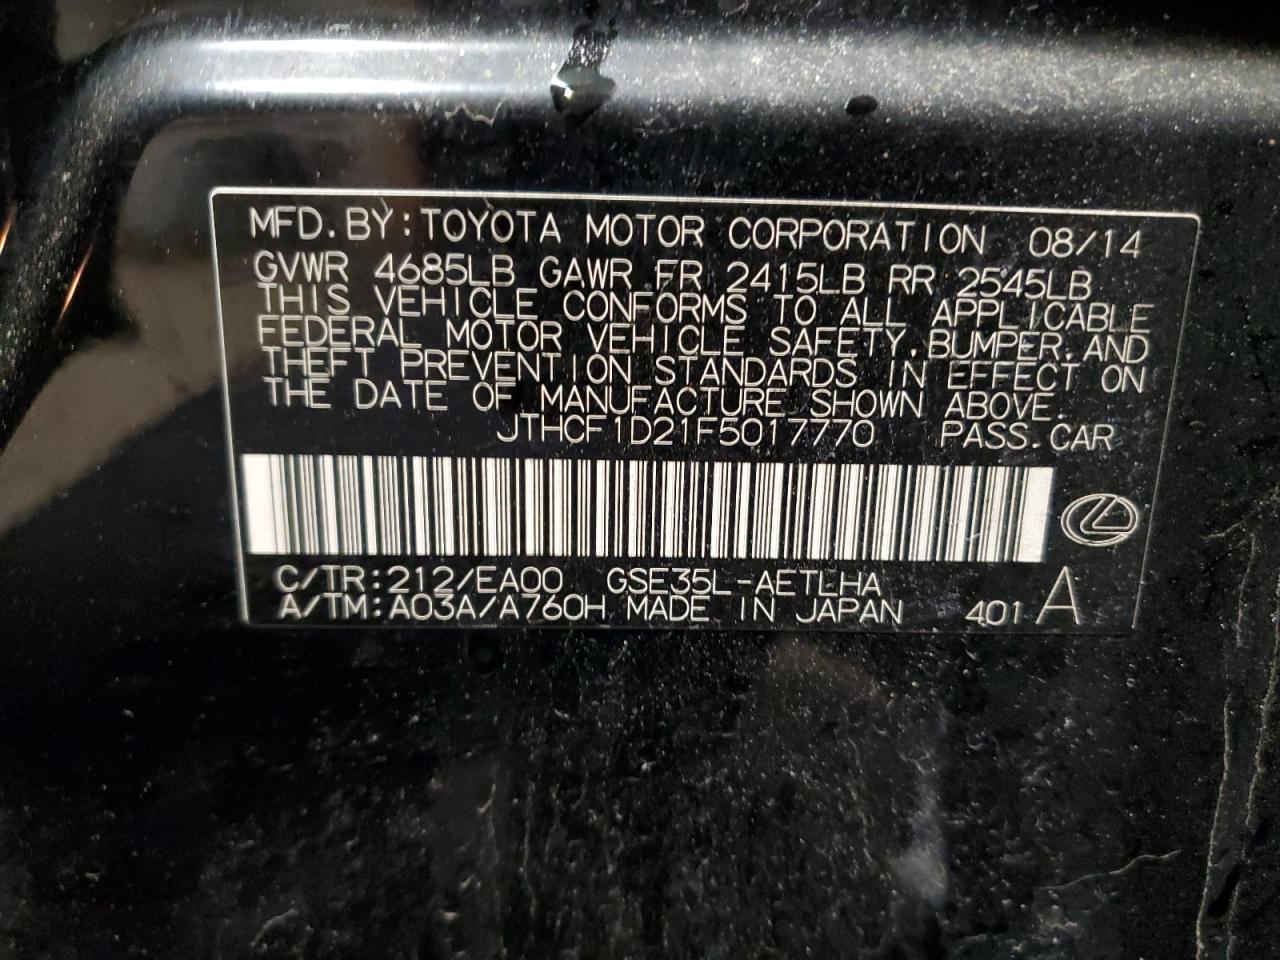 MFD. BY: TOYOTA MOTOR CORPORATION 08/14
GVWR 4685LB GAWR FR 2415LB RR 2545LB
THIS VEHICLE CONFORMS TO ALL APPLICABLE
FEDERAL MOTOR VEHICLE SAFETY, BUMPER, AND
THEFT PREVENTION STANDARDS IN EFFECT ON
THE DATE OF MANUFACTURE SHOWN ABOVE.
JTHCF1D21F5017770 PASS. CAR
C/TR: 212/EA00 GSE35L-AETLHA
A/TM: A03A/A760H MADE IN JAPAN 401 A